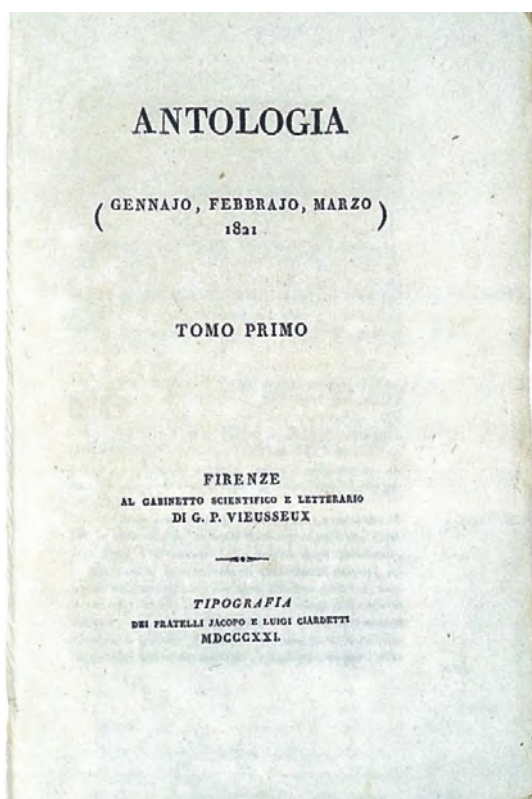 ANTOLOGIA
( GENNAJO, FEBBRAJO, MARZO )
1821
TOMO PRIMO
FIRENZE
AL GABINETTO SCIENTIFICO E LETTERARIO
DI G. P. VIEUSSEUX
TIPOGRAFIA
DEI FRATELLI JACOPO E LUIGI CIARDETTI
MDCCCXXI.